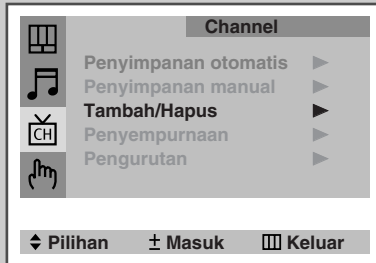 Channel
Penyimpanan otomatis ▶
Penyimpanan manual ▶
Tambah/Hapus ▶
CH
Penyempurnaan ▶
Pengurutan ▶
Pilihan ± Masuk Keluar